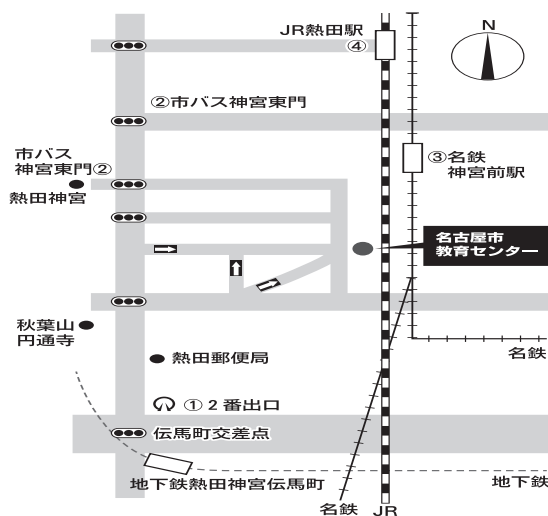 JR熱田駅
④
N
②市バス神宮東門
市バス
神宮東門②
③名鉄
神宮前駅
熱田神宮
名古屋市
教育センター
秋葉山
円通寺
名鉄
熱田郵便局
①2番出口
伝馬町交差点
地下鉄熱田神宮伝馬町
地下鉄
名鉄
JR